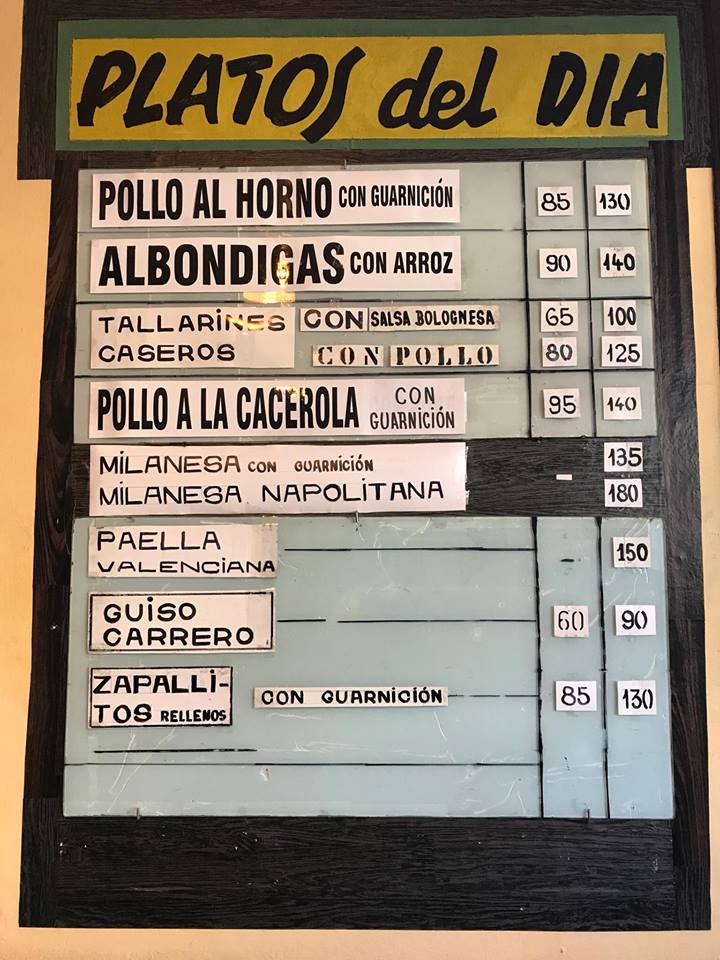 PLATOS del DIA
POLLO AL HORNO CON GUARNICIÓN 85 130
ALBONDIGAS CON ARROZ 90 140
TALLARINES CON SALSA BOLOGNESA 65 100
CASEROS CON POLLO 80 125
POLLO A LA CACEROLA CON GUARNICIÓN 95 140
MILANESA CON GUARNICIÓN 135
MILANESA NAPOLITANA 180
PAELLA
VALENCIANA 150
GUISO
CARRERO 60 90
ZAPALLI-
TOS RELLENOS CON GUARNICIÓN 85 130